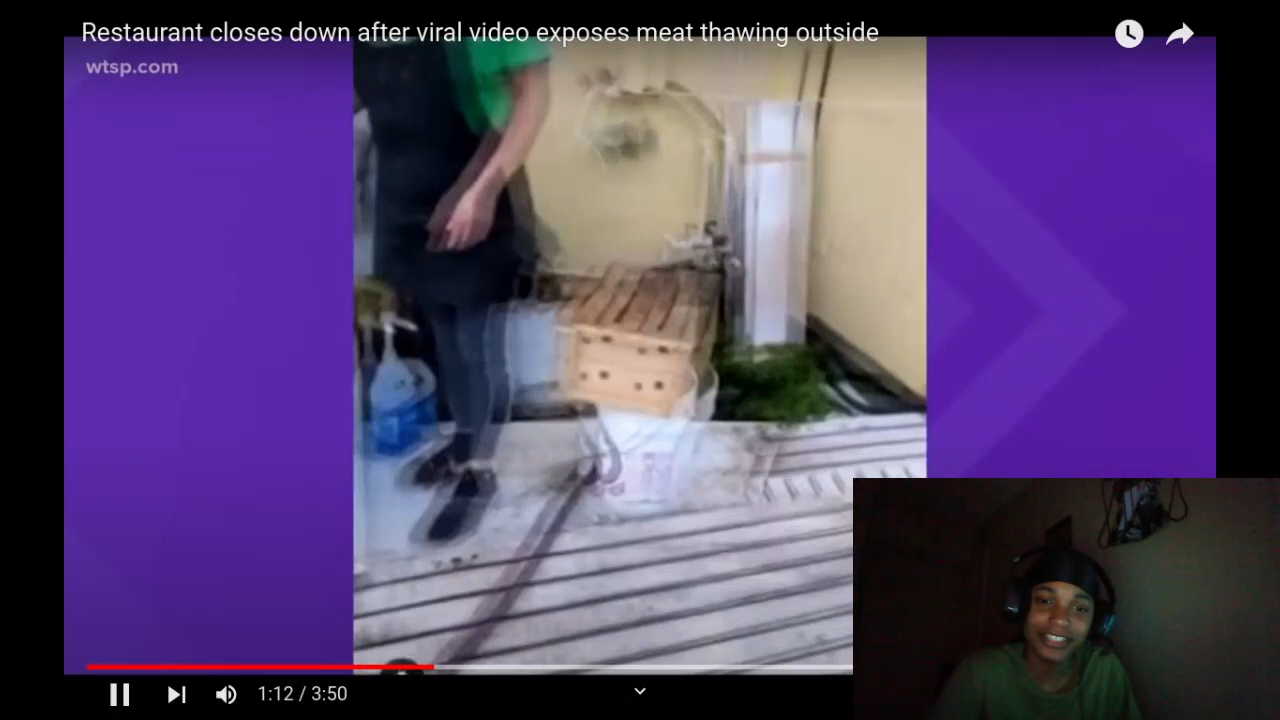 Restaurant closes down after viral video exposes meat thawing outside
wtsp.com
1:12 / 3:50